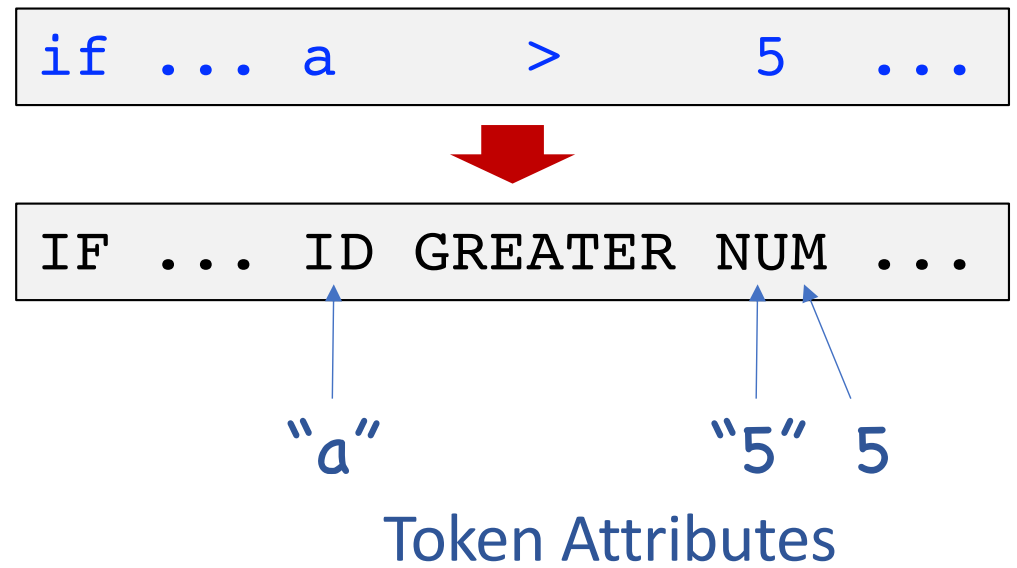 if ... a > 5 ...
IF ... ID GREATER NUM ...
“a” “5” 5
Token Attributes